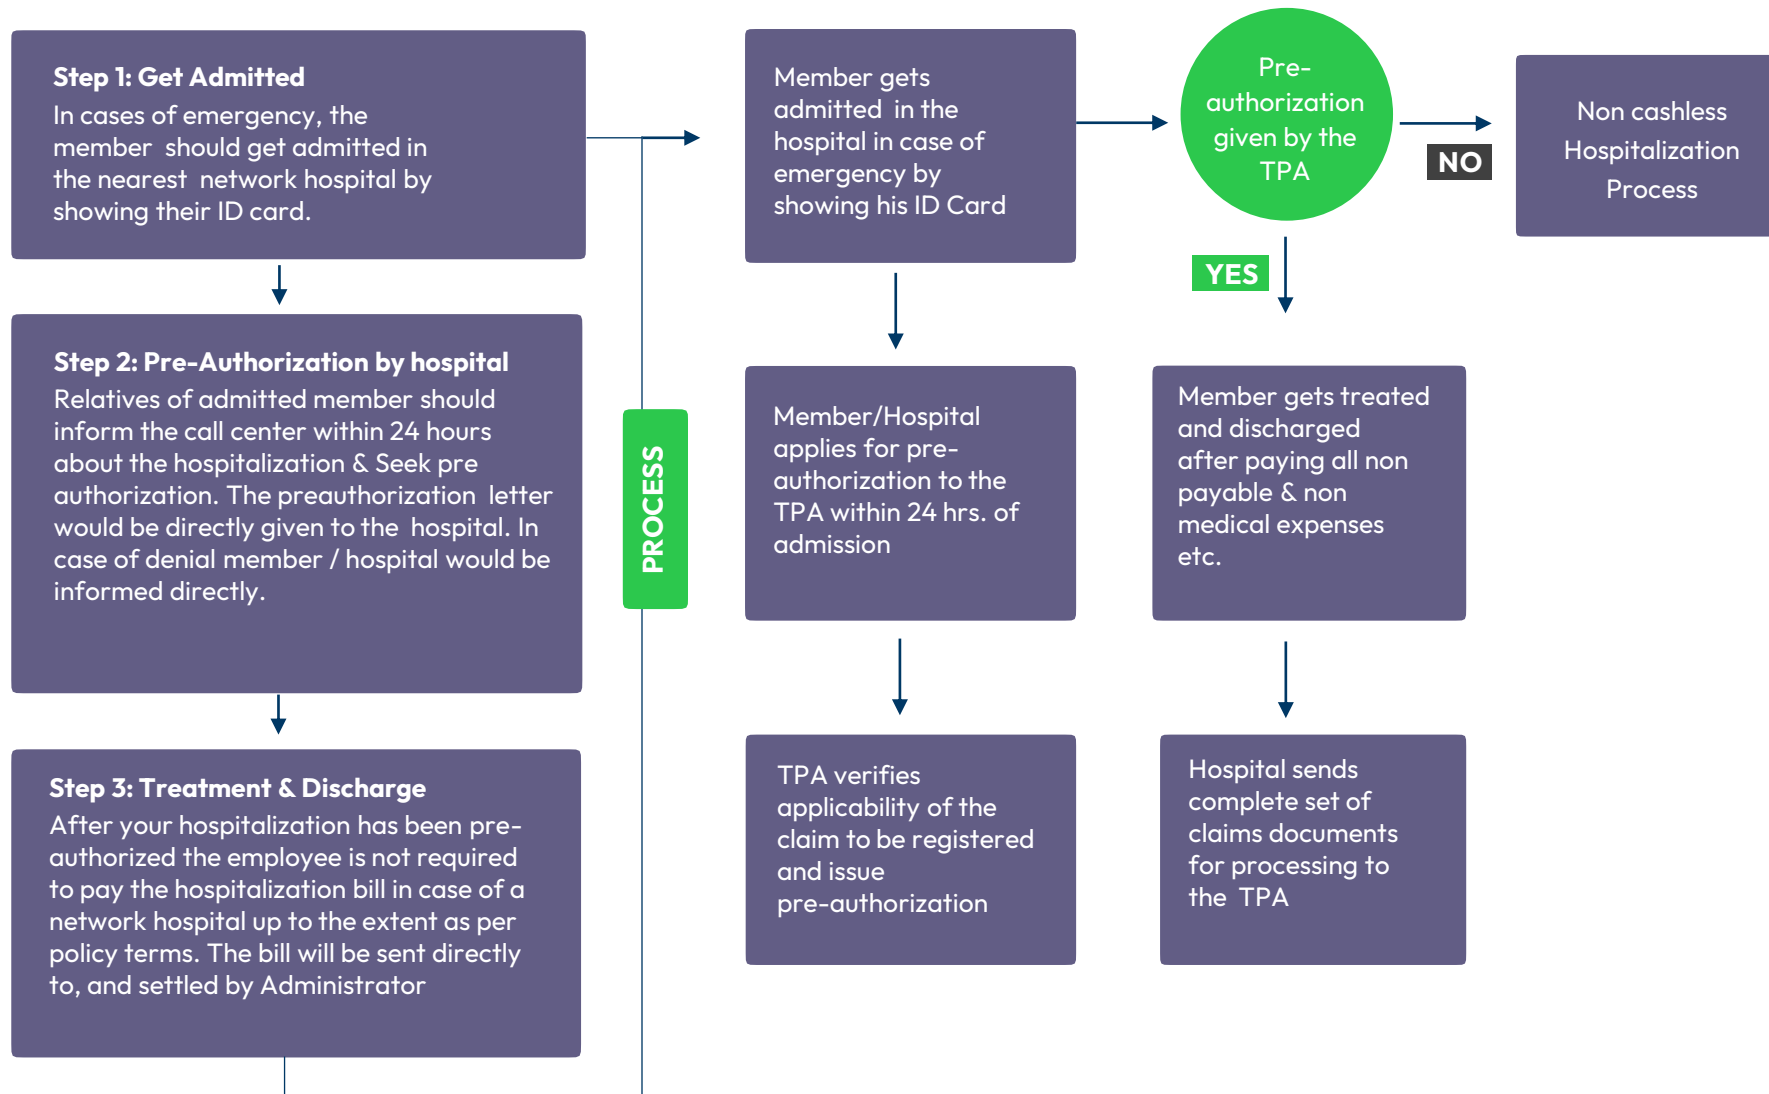 Step 1: Get Admitted
In cases of emergency, the
member should get admitted in
the nearest network hospital by
showing their ID card.
Step 2: Pre-Authorization by hospital
Relatives of admitted member should
inform the call center within 24 hours
about the hospitalization & Seek pre
authorization. The preauthorization letter
would be directly given to the hospital. In
case of denial member / hospital would be
informed directly.
Step 3: Treatment & Discharge
After your hospitalization has been pre-
authorized the employee is not required
to pay the hospitalization bill in case of a
network hospital up to the extent as per
policy terms. The bill will be sent directly
to, and settled by Administrator
PROCESS
Member gets
admitted in the
hospital in case of
emergency by
showing his ID Card
Member/Hospital
applies for pre-
authorization to the
TPA within 24 hrs. of
admission
TPA verifies
applicability of the
claim to be registered
and issue
pre-authorization
Pre-
authorization
given by the
TPA
NO
Non cashless
Hospitalization
Process
YES
Member gets treated
and discharged
after paying all non
payable & non
medical expenses
etc.
Hospital sends
complete set of
claims documents
for processing to
the TPA